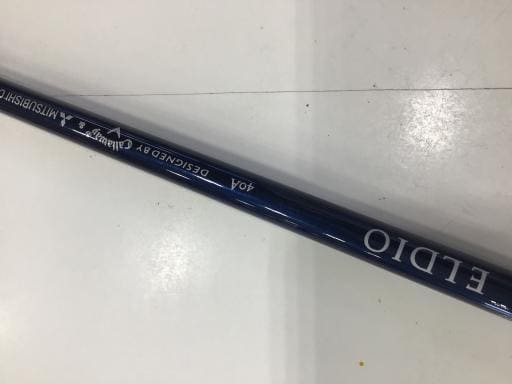 ELDIO
40A
DESIGNED BY Callaway & MITSUBISHI